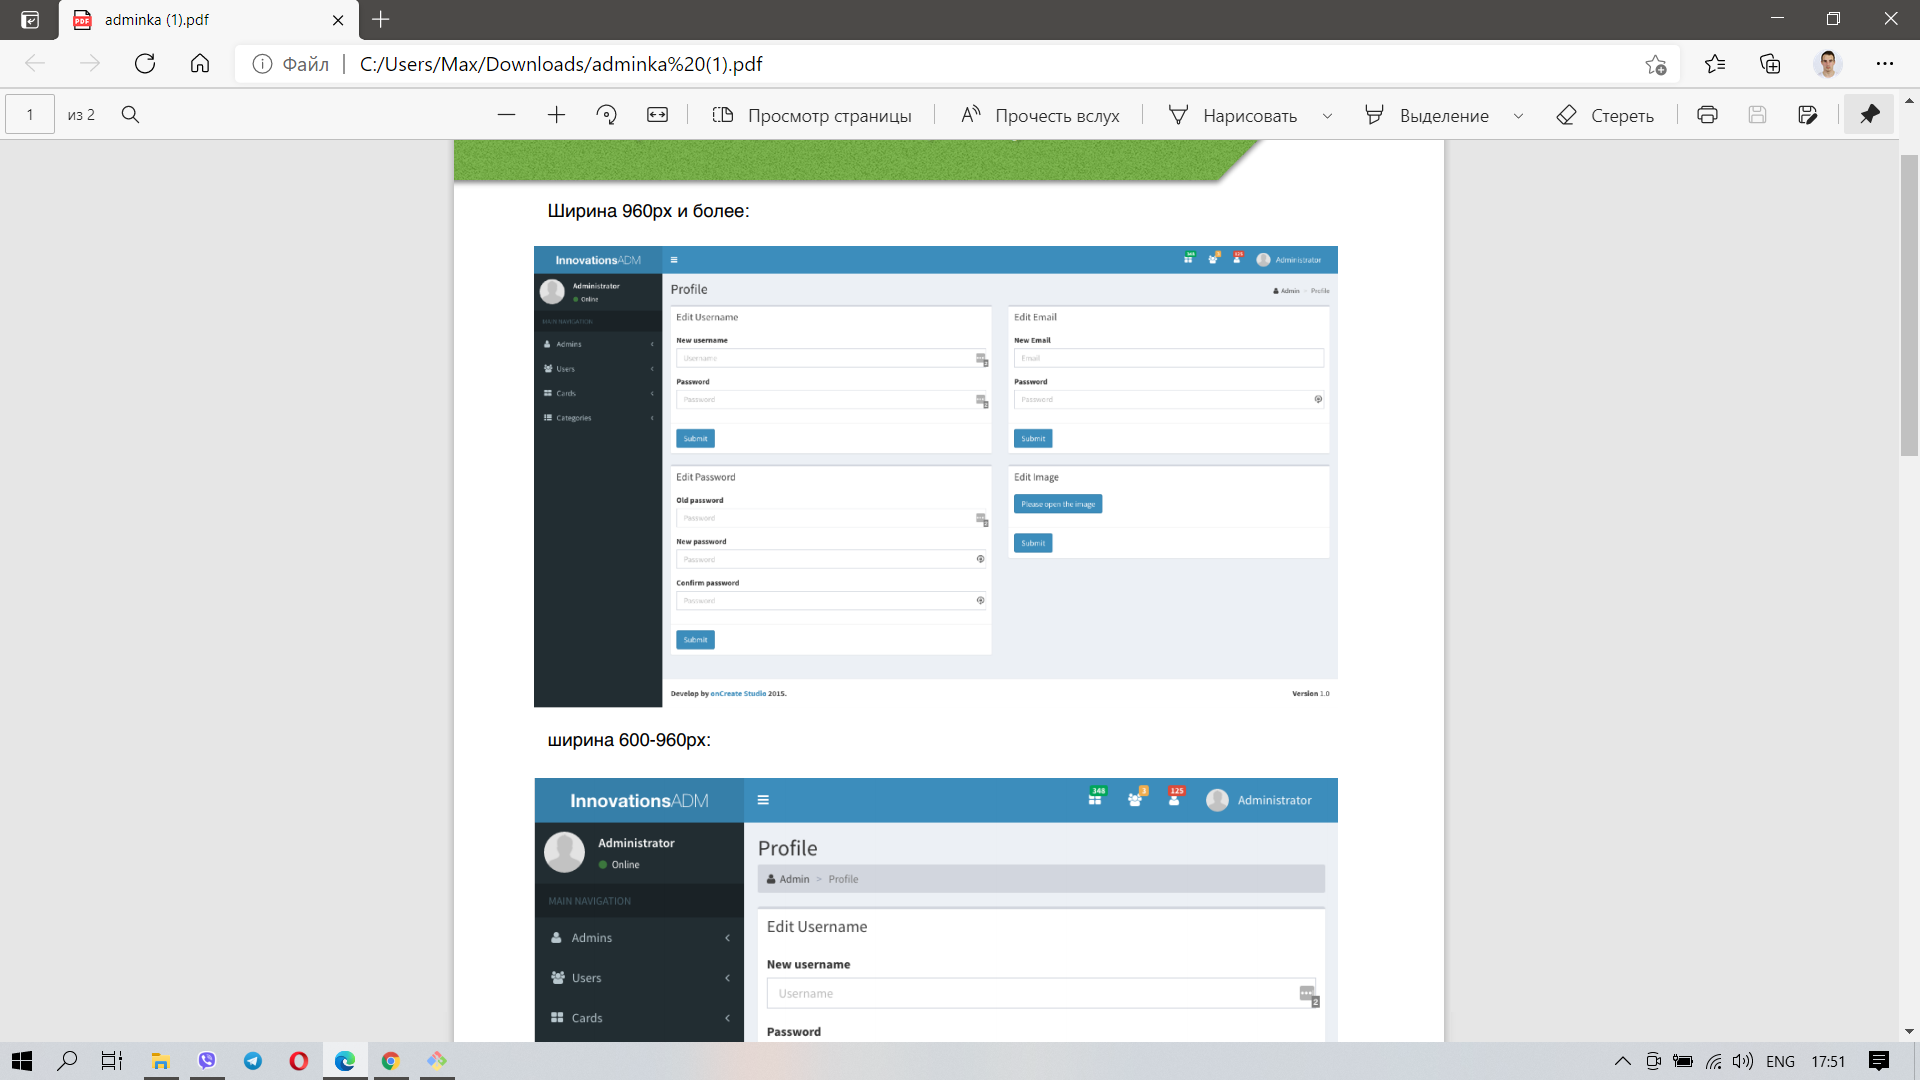 adminka (1).pdf
Файл | C:/Users/Max/Downloads/adminka%20(1).pdf
1 из 2
Просмотр страницы
Прочесть вслух
Нарисовать
Выделение
Стереть
Ширина 960px и более:
InnovationsADM
Administrator
Administrator
Online
MAIN NAVIGATION
Admins
Users
Cards
Categories
Profile
Admin > Profile
Edit Username
New username
Username
Password
Password
Submit
Edit Email
New Email
Email
Password
Password
Submit
Edit Password
Old password
Password
New password
Password
Confirm password
Password
Submit
Edit Image
Please open the image
Submit
Develop by onCreate Studio 2015.
Version 1.0
ширина 600-960px:
InnovationsADM
348 3 125 Administrator
Administrator
Online
MAIN NAVIGATION
Admins
Users
Cards
Profile
Admin > Profile
Edit Username
New username
Username
2
Password
ENG 17:51